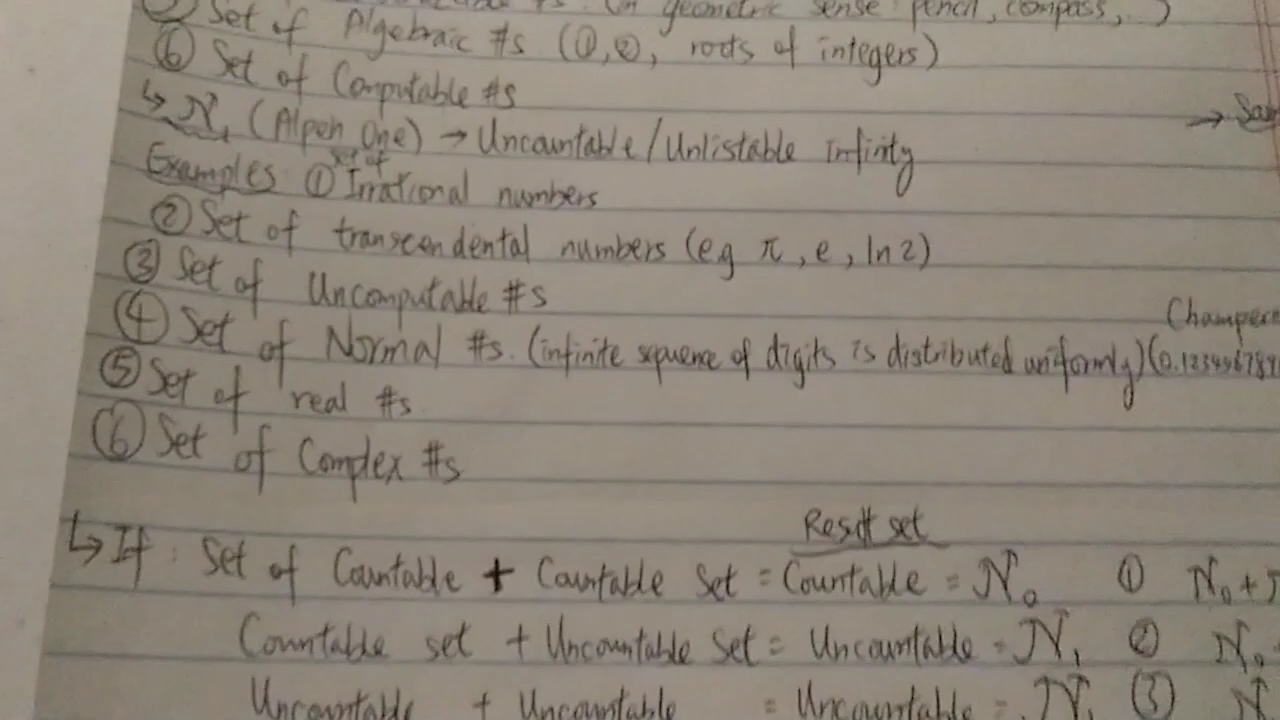 Set of Algebraic #s (①,②, roots of integers)
⑥ Set of Computable #s
↳ ℵ₁ (Alpeh One) → Uncountable/Unlistable Infinity
Examples ① Set of Irrational numbers
② Set of transcendental numbers (eg π, e, ln 2)
③ Set of Uncomputable #s
④ Set of Normal #s. (infinite sequence of digits is distributed uniformly) (0.12345678
⑤ Set of real #s
⑥ Set of Complex #s
Result set
↳ If : Set of Countable + Countable Set = Countable = ℵ₀ ① ℵ₀ +
Countable set + Uncountable Set = Uncountable = ℵ₁ ② ℵ₀
Uncountable + Uncountable = Uncountable = ℵ₁ ③ ℵ